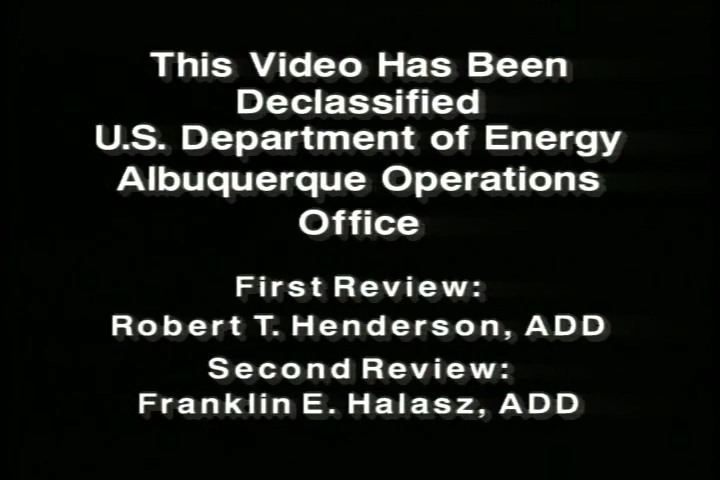 This Video Has Been
Declassified
U.S. Department of Energy
Albuquerque Operations
Office
First Review:
Robert T. Henderson, ADD
Second Review:
Franklin E. Halasz, ADD